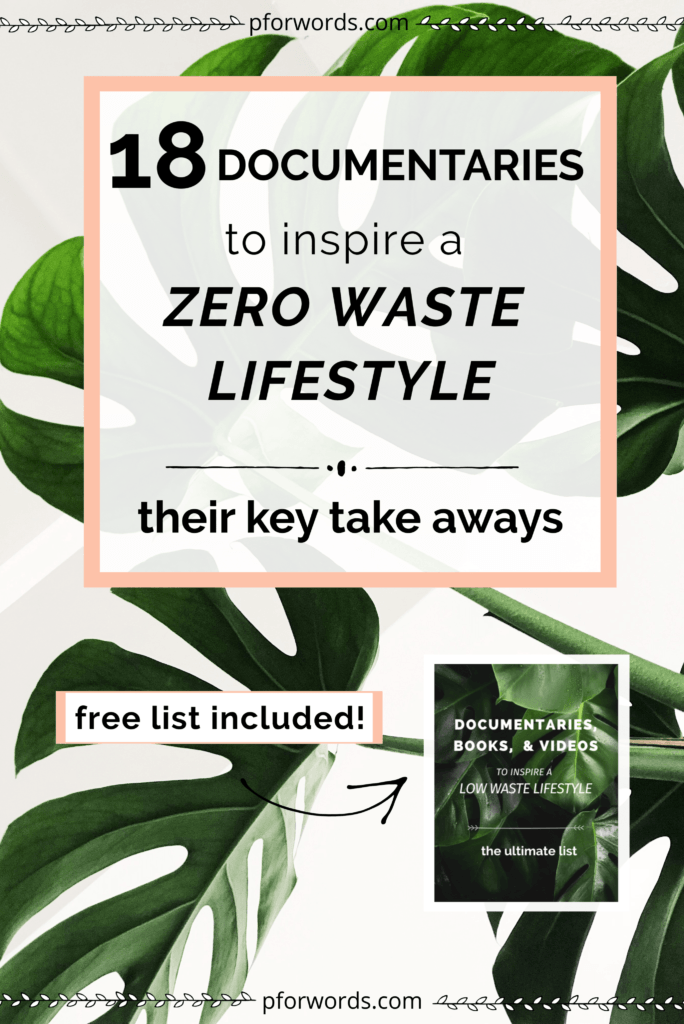 pforwords.com
18 DOCUMENTARIES
to inspire a
ZERO WASTE
LIFESTYLE
their key take aways
free list included!
DOCUMENTARIES,
BOOKS, & VIDEOS
TO INSPIRE A
LOW WASTE LIFESTYLE
the ultimate list
pforwords.com